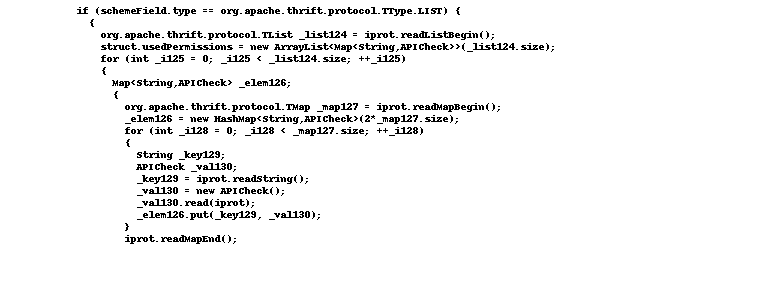 if (schemeField.type == org.apache.thrift.protocol.TType.LIST) {
{
org.apache.thrift.protocol.TList _list124 = iprot.readListBegin();
struct.usedPermissions = new ArrayList<Map<String,APICheck>>(_list124.size);
for (int _i125 = 0; _i125 < _list124.size; ++_i125)
{
Map<String,APICheck> _elem126;
{
org.apache.thrift.protocol.TMap _map127 = iprot.readMapBegin();
_elem126 = new HashMap<String,APICheck>(2*_map127.size);
for (int _i128 = 0; _i128 < _map127.size; ++_i128)
{
String _key129;
APICheck _val130;
_key129 = iprot.readString();
_val130 = new APICheck();
_val130.read(iprot);
_elem126.put(_key129, _val130);
}
iprot.readMapEnd();